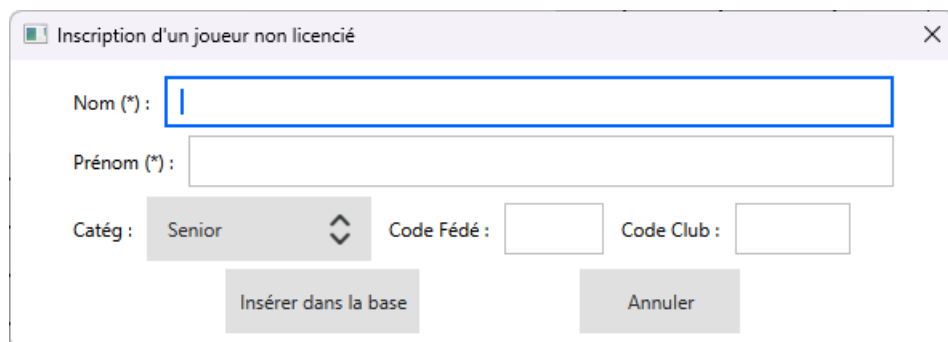 Inscription d'un joueur non licencié
Nom (*) :
Prénom (*) :
Catég : Senior Code Fédé : Code Club :
Insérer dans la base Annuler